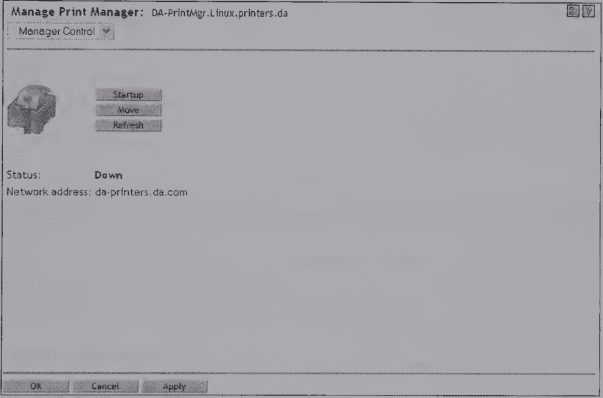 Manage Print Manager: DA-PrintMgr.Linux.printers.da
Manager Control
Startup
Move
Refresh
Status: Down
Network address: da-printers.da.com
OK Cancel Apply